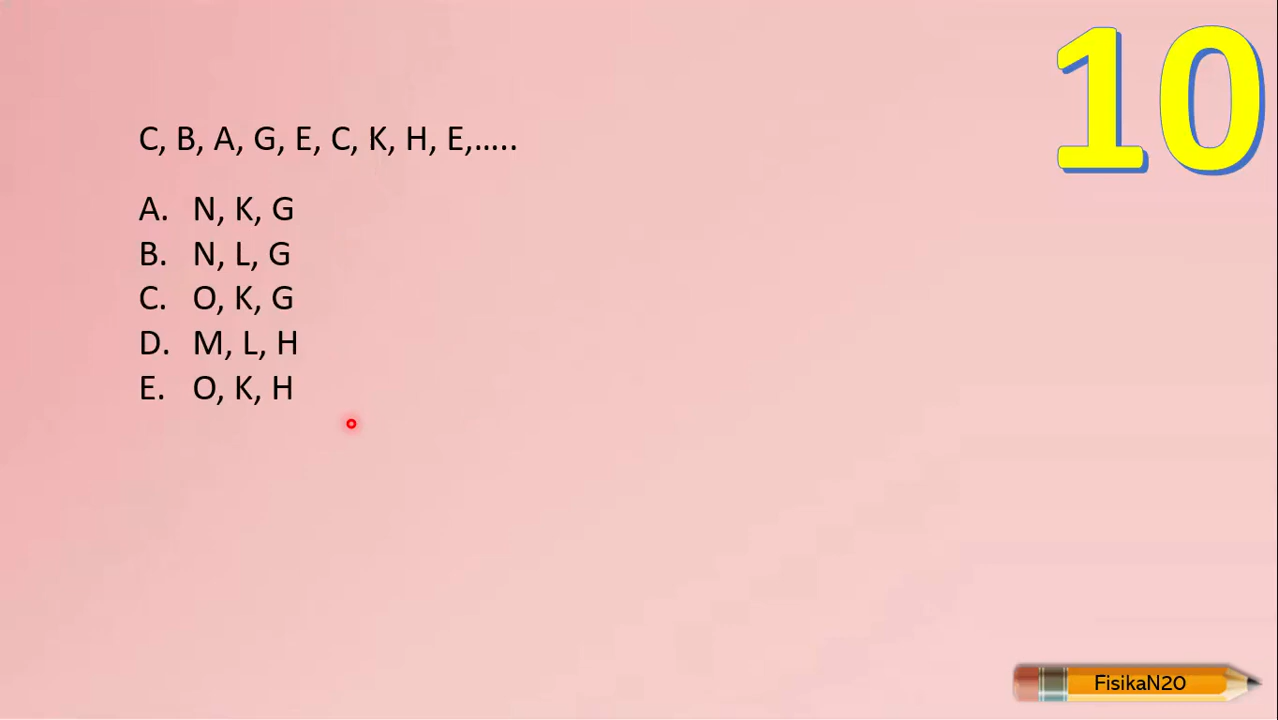 10
C, B, A, G, E, C, K, H, E,.....
A. N, K, G
B. N, L, G
C. O, K, G
D. M, L, H
E. O, K, H
FisikaN20